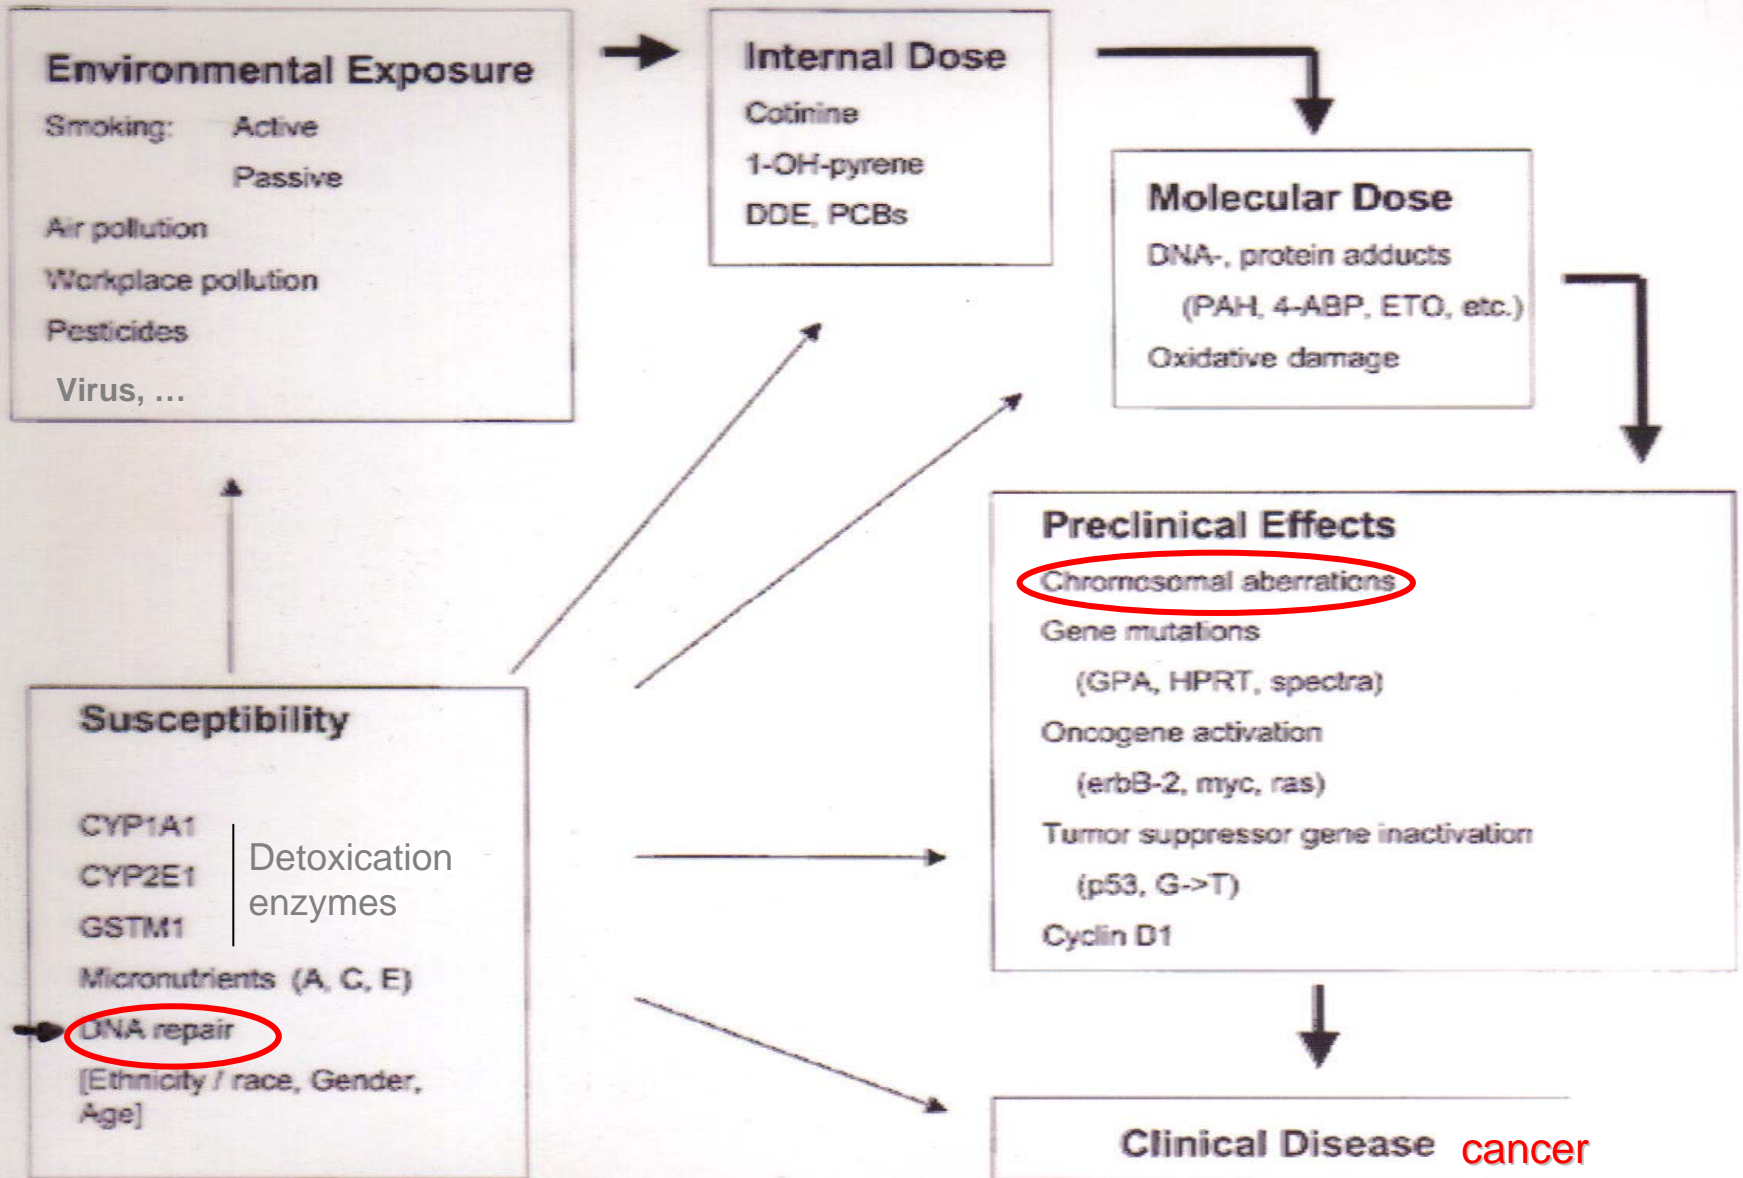 Environmental Exposure
Smoking: Active
Passive
Air pollution
Workplace pollution
Pesticides
Virus, …
Internal Dose
Cotinine
1-OH-pyrene
DDE, PCBs
Molecular Dose
DNA-, protein adducts
(PAH, 4-ABP, ETO, etc.)
Oxidative damage
Preclinical Effects
Chromosomal aberrations
Gene mutations
(GPA, HPRT, spectra)
Oncogene activation
(erbB-2, myc, ras)
Tumor suppressor gene inactivation
(p53, G->T)
Cyclin D1
Susceptibility
CYP1A1
CYP2E1
GSTM1
Detoxication
enzymes
Micronutrients (A, C, E)
DNA repair
[Ethnicity / race, Gender,
Age]
Clinical Disease cancer